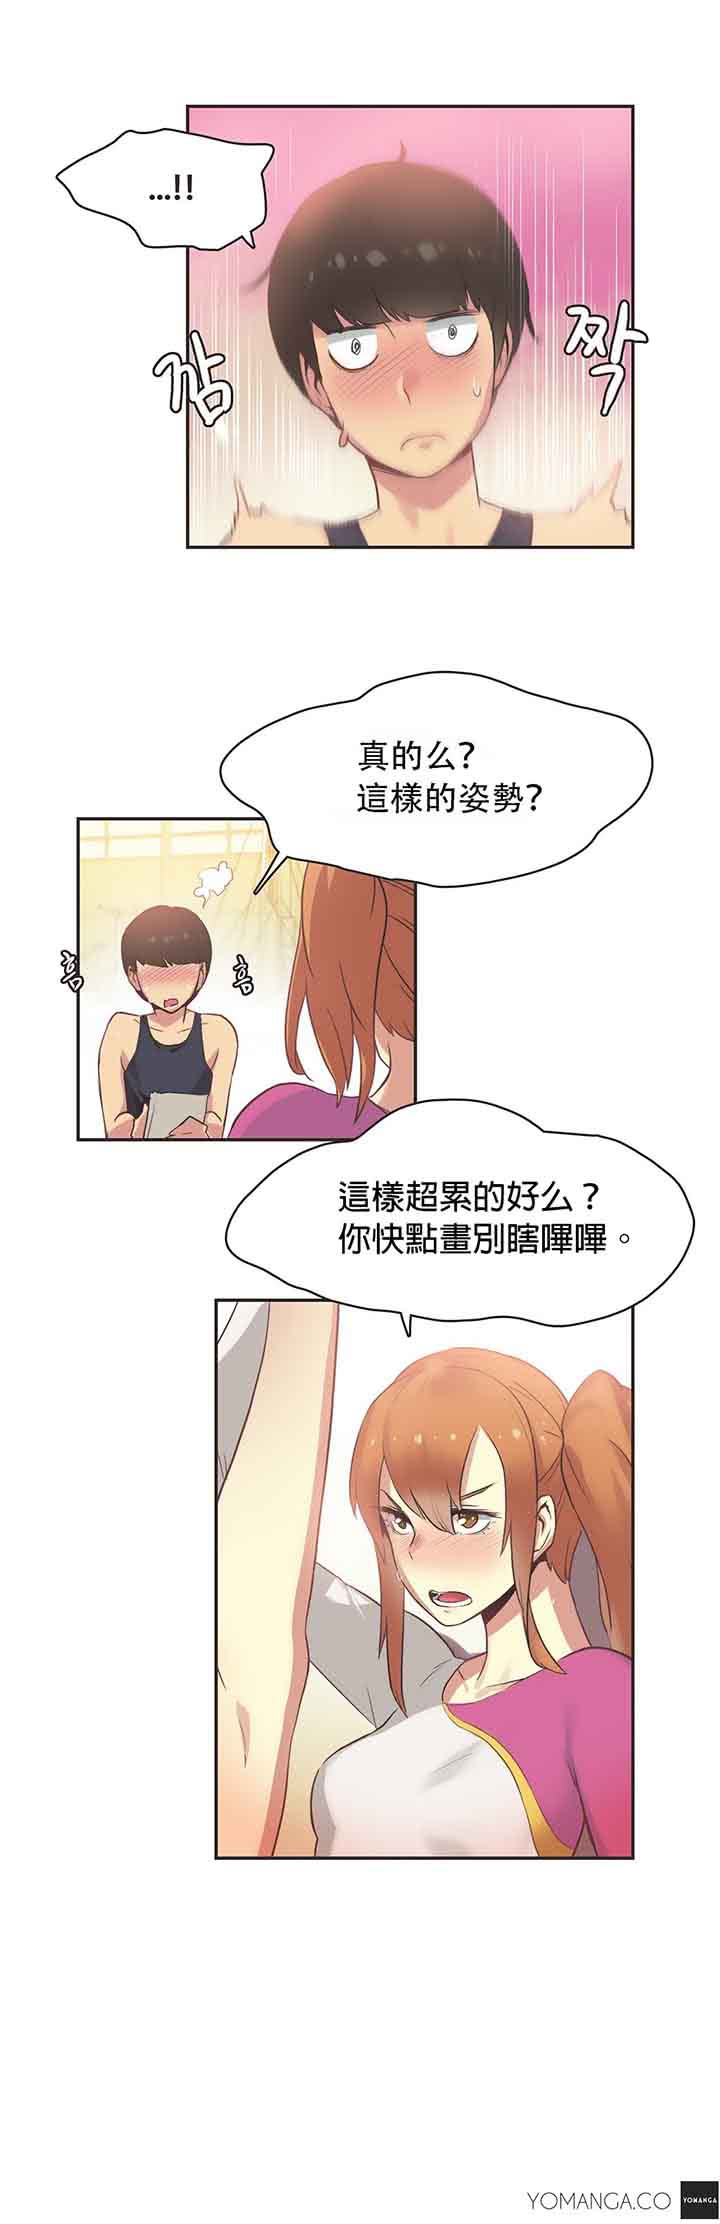 ...!!
깜
짝
真的么?
這樣的姿勢?
흠
흠
這樣超累的好么?
你快點畫別瞎嗶嗶。
YOMANGA.CO
YOMANGA